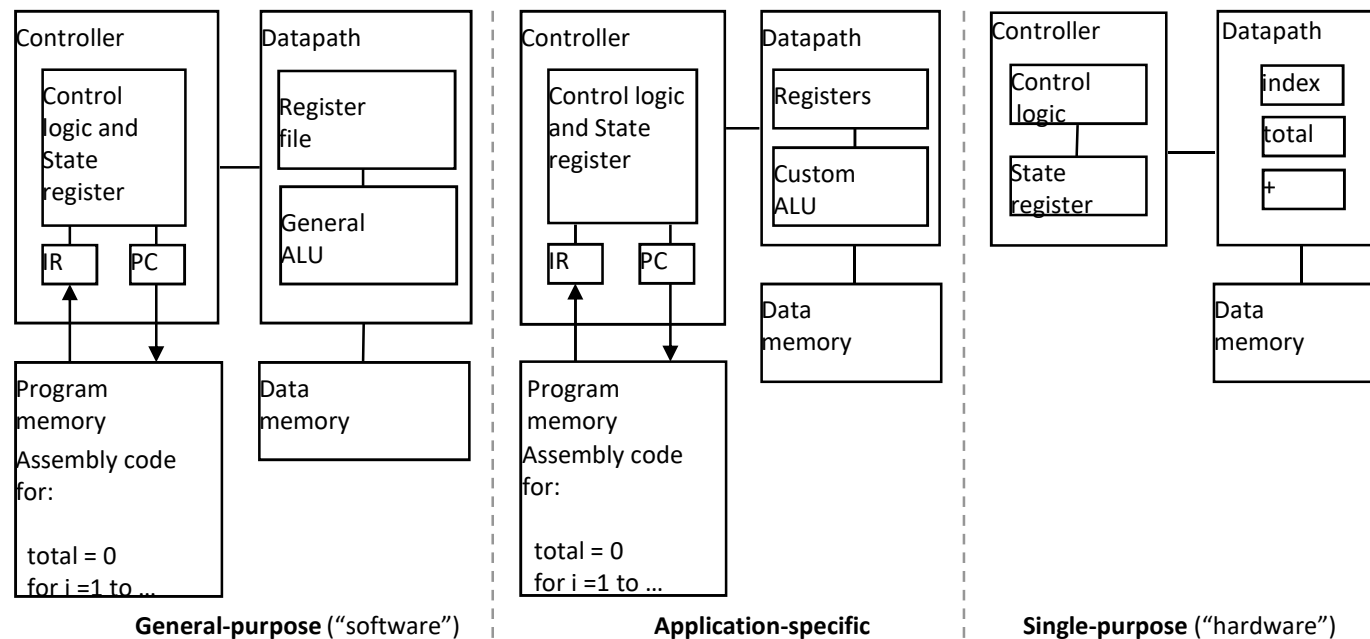 Controller
Control
logic and
State
register
IR
PC
Program
memory
Assembly code
for:
total = 0
for i =1 to ...
Datapath
Register
file
General
ALU
Data
memory
General-purpose (“software”)
Controller
Control logic
and State
register
IR
PC
Program
memory
Assembly code
for:
total = 0
for i =1 to ...
Datapath
Registers
Custom
ALU
Data
memory
Application-specific
Controller
Control
logic
State
register
Datapath
index
total
+
Data
memory
Single-purpose (“hardware”)